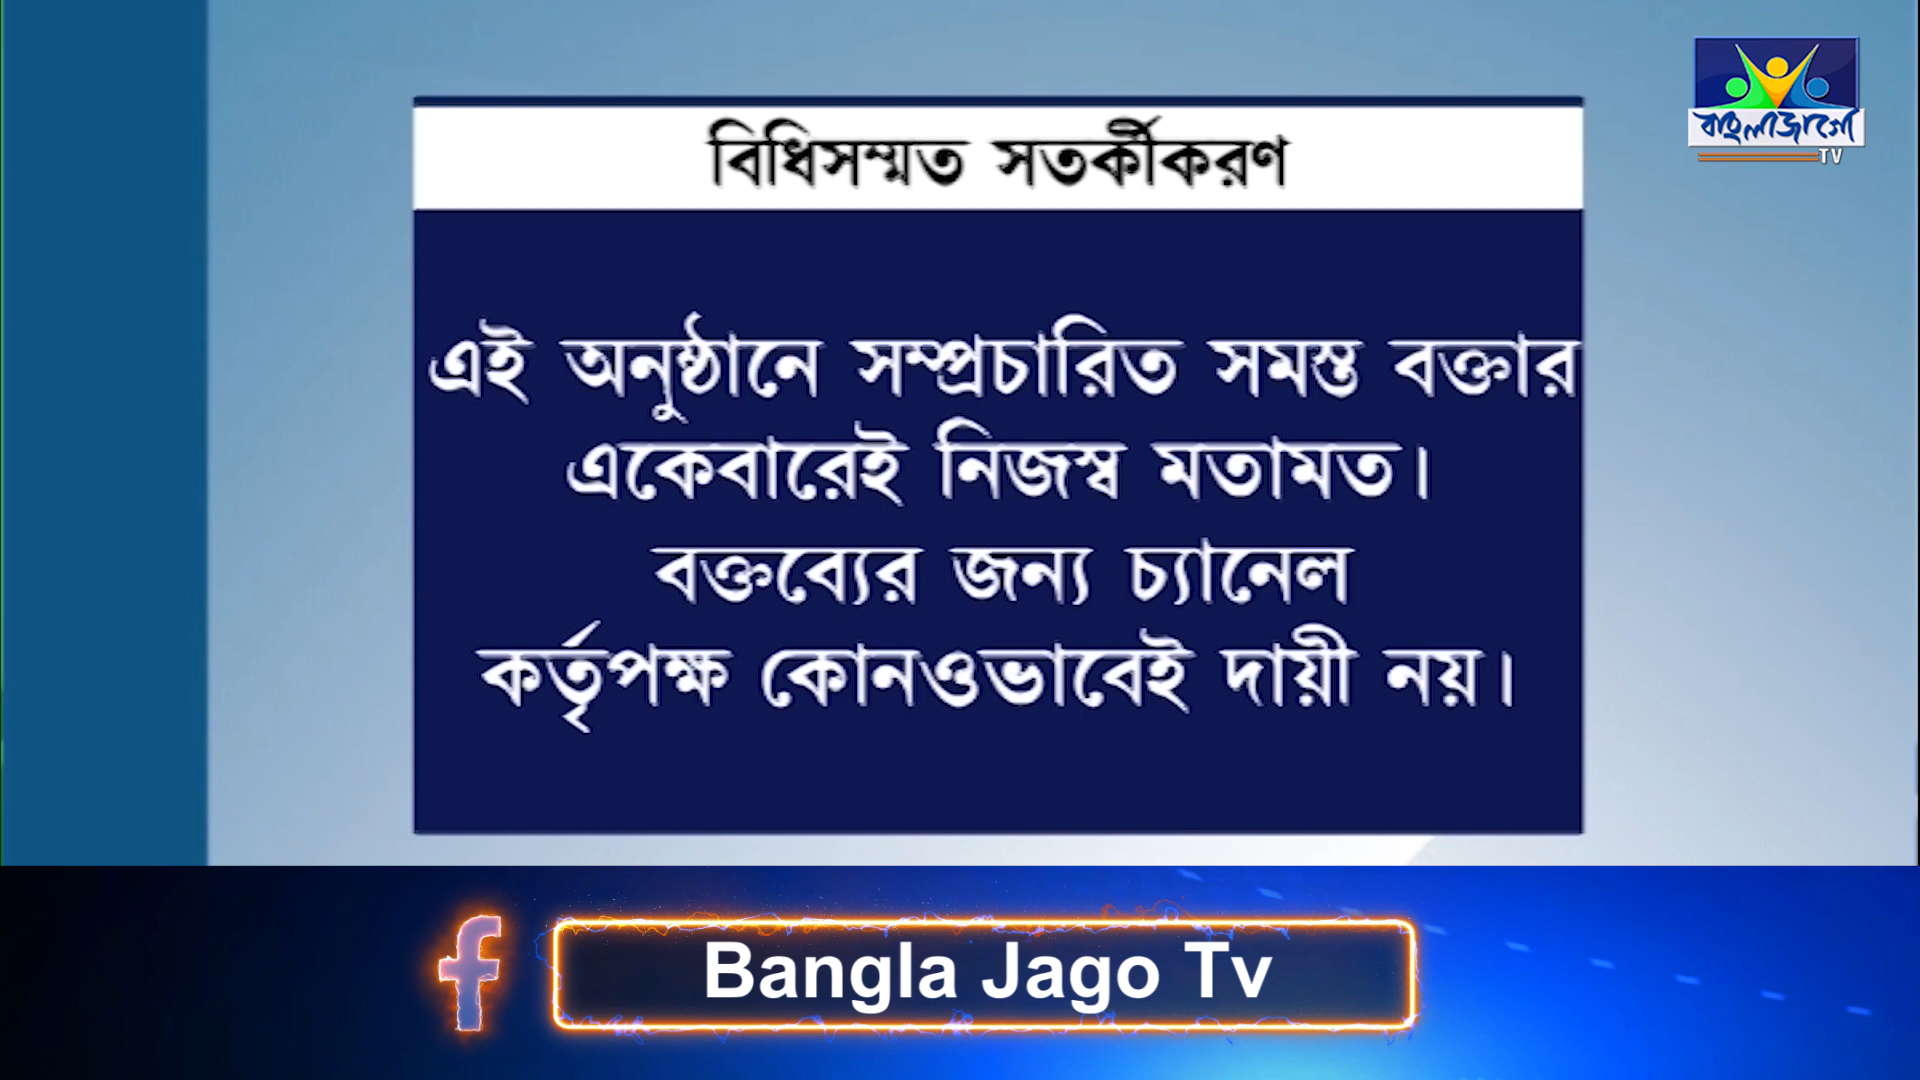 বাংলাজাগো
TV
বিধিসম্মত সতর্কীকরণ
এই অনুষ্ঠানে সম্প্রচারিত সমস্ত বক্তার
একেবারেই নিজস্ব মতামত।
বক্তব্যের জন্য চ্যানেল
কর্তৃপক্ষ কোনওভাবেই দায়ী নয়।
Bangla Jago Tv